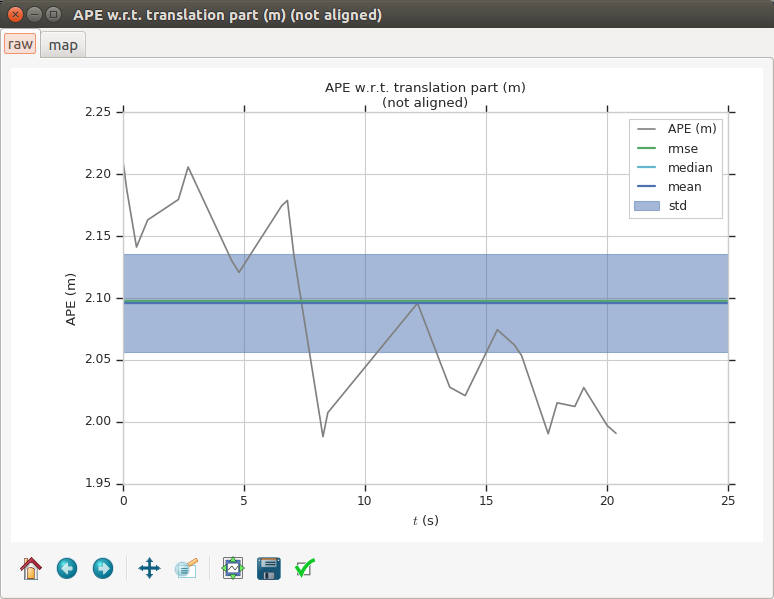 APE w.r.t. translation part (m) (not aligned)
raw
map
APE w.r.t. translation part (m)
(not aligned)
2.25
2.20
2.15
2.10
2.05
2.00
1.95
APE (m)
APE (m)
rmse
median
mean
std
0
5
10
15
20
25
t (s)